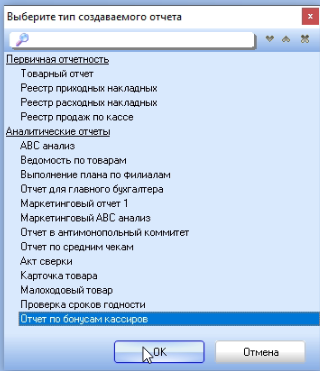 Выберите тип создаваемого отчета
Первичная отчетность
Товарный отчет
Реестр приходных накладных
Реестр расходных накладных
Реестр продаж по кассе
Аналитические отчеты
ABC анализ
Ведомость по товарам
Выполнение плана по филиалам
Отчет для главного бухгалтера
Маркетинговый отчет 1
Маркетинговый ABC анализ
Отчет в антимонопольный коммитет
Отчет по средним чекам
Акт сверки
Карточка товара
Малоходовый товар
Проверка сроков годности
Отчет по бонусам кассиров
OK Отмена